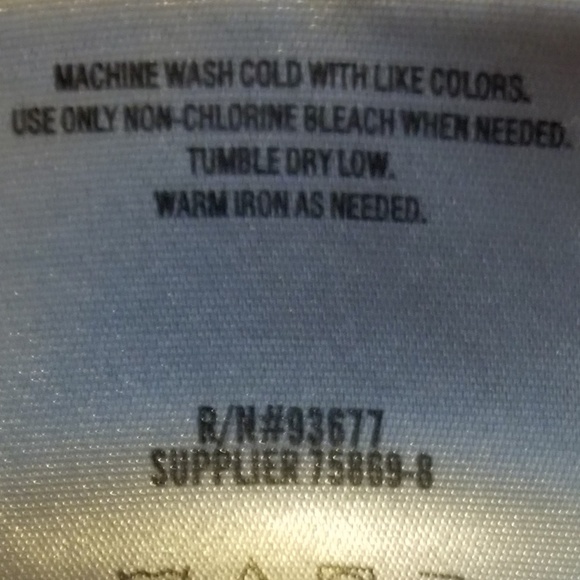 MACHINE WASH COLD WITH LIKE COLORS.
USE ONLY NON-CHLORINE BLEACH WHEN NEEDED.
TUMBLE DRY LOW.
WARM IRON AS NEEDED.
R/N#93677
SUPPLIER 75869-8